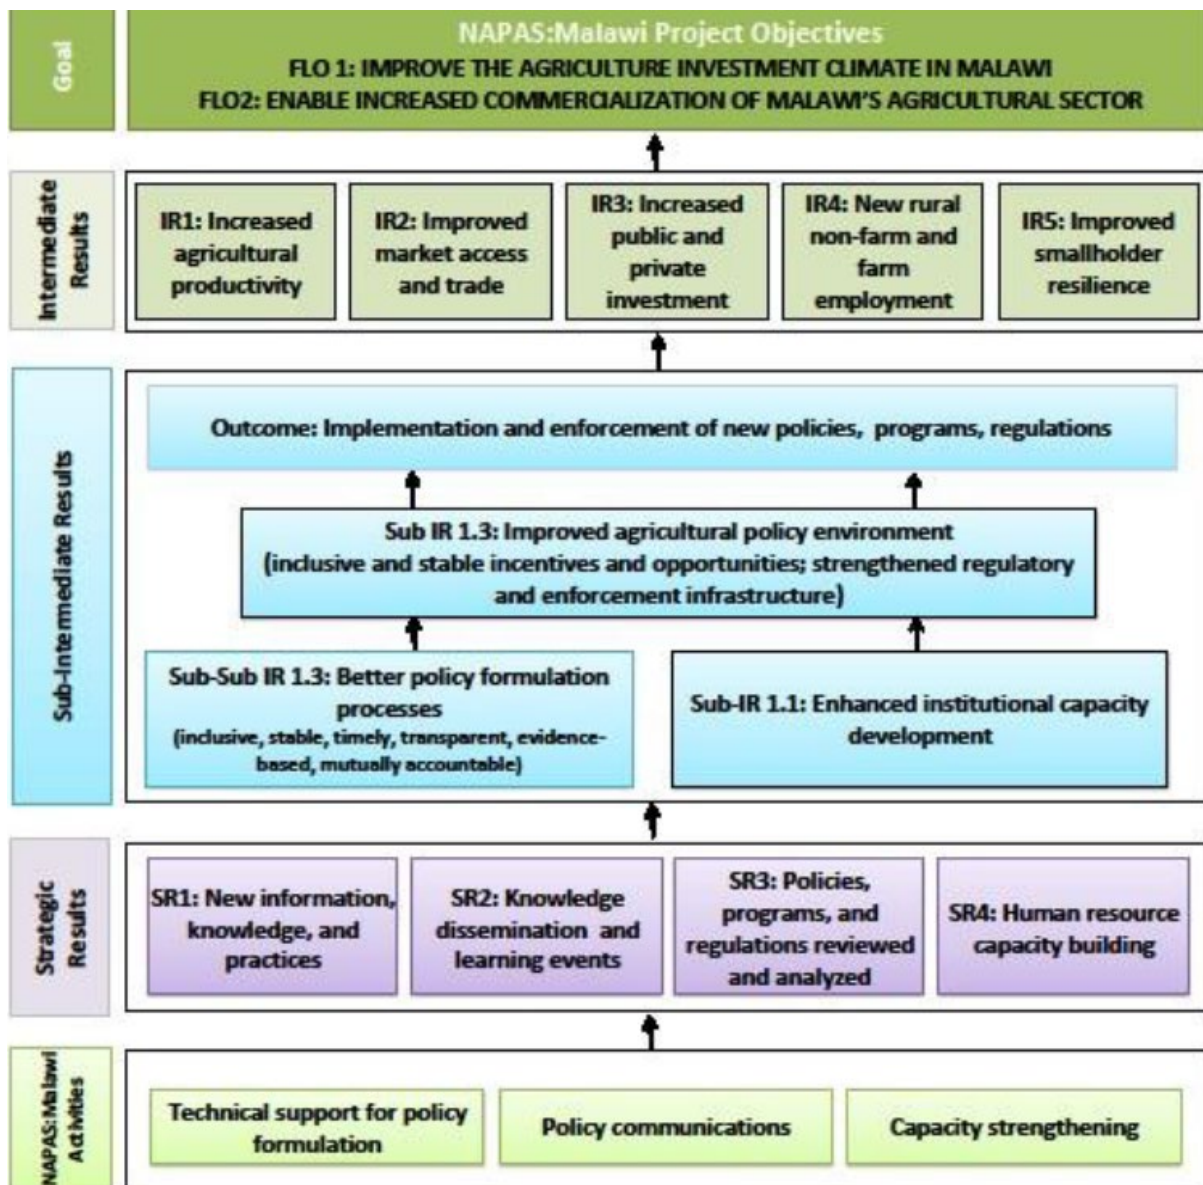 Goal
NAPAS:Malawi Project Objectives
FLO 1: IMPROVE THE AGRICULTURE INVESTMENT CLIMATE IN MALAWI
FLO2: ENABLE INCREASED COMMERCIALIZATION OF MALAWI'S AGRICULTURAL SECTOR
Intermediate
Results
IR1: Increased
agricultural
productivity
IR2: Improved
market access
and trade
IR3: Increased
public and
private
investment
IR4: New rural
non-farm and
farm
employment
IR5: Improved
smallholder
resilience
Sub-Intermediate Results
Outcome: Implementation and enforcement of new policies, programs, regulations
Sub IR 1.3: Improved agricultural policy environment
(inclusive and stable incentives and opportunities; strengthened regulatory
and enforcement infrastructure)
Sub-Sub IR 1.3: Better policy formulation
processes
(inclusive, stable, timely, transparent, evidence-
based, mutually accountable)
Sub-IR 1.1: Enhanced institutional capacity
development
Strategic
Results
SR1: New information,
knowledge, and
practices
SR2: Knowledge
dissemination and
learning events
SR3: Policies,
programs, and
regulations reviewed
and analyzed
SR4: Human resource
capacity building
NAPAS:Malawi
Activities
Technical support for policy
formulation
Policy communications
Capacity strengthening